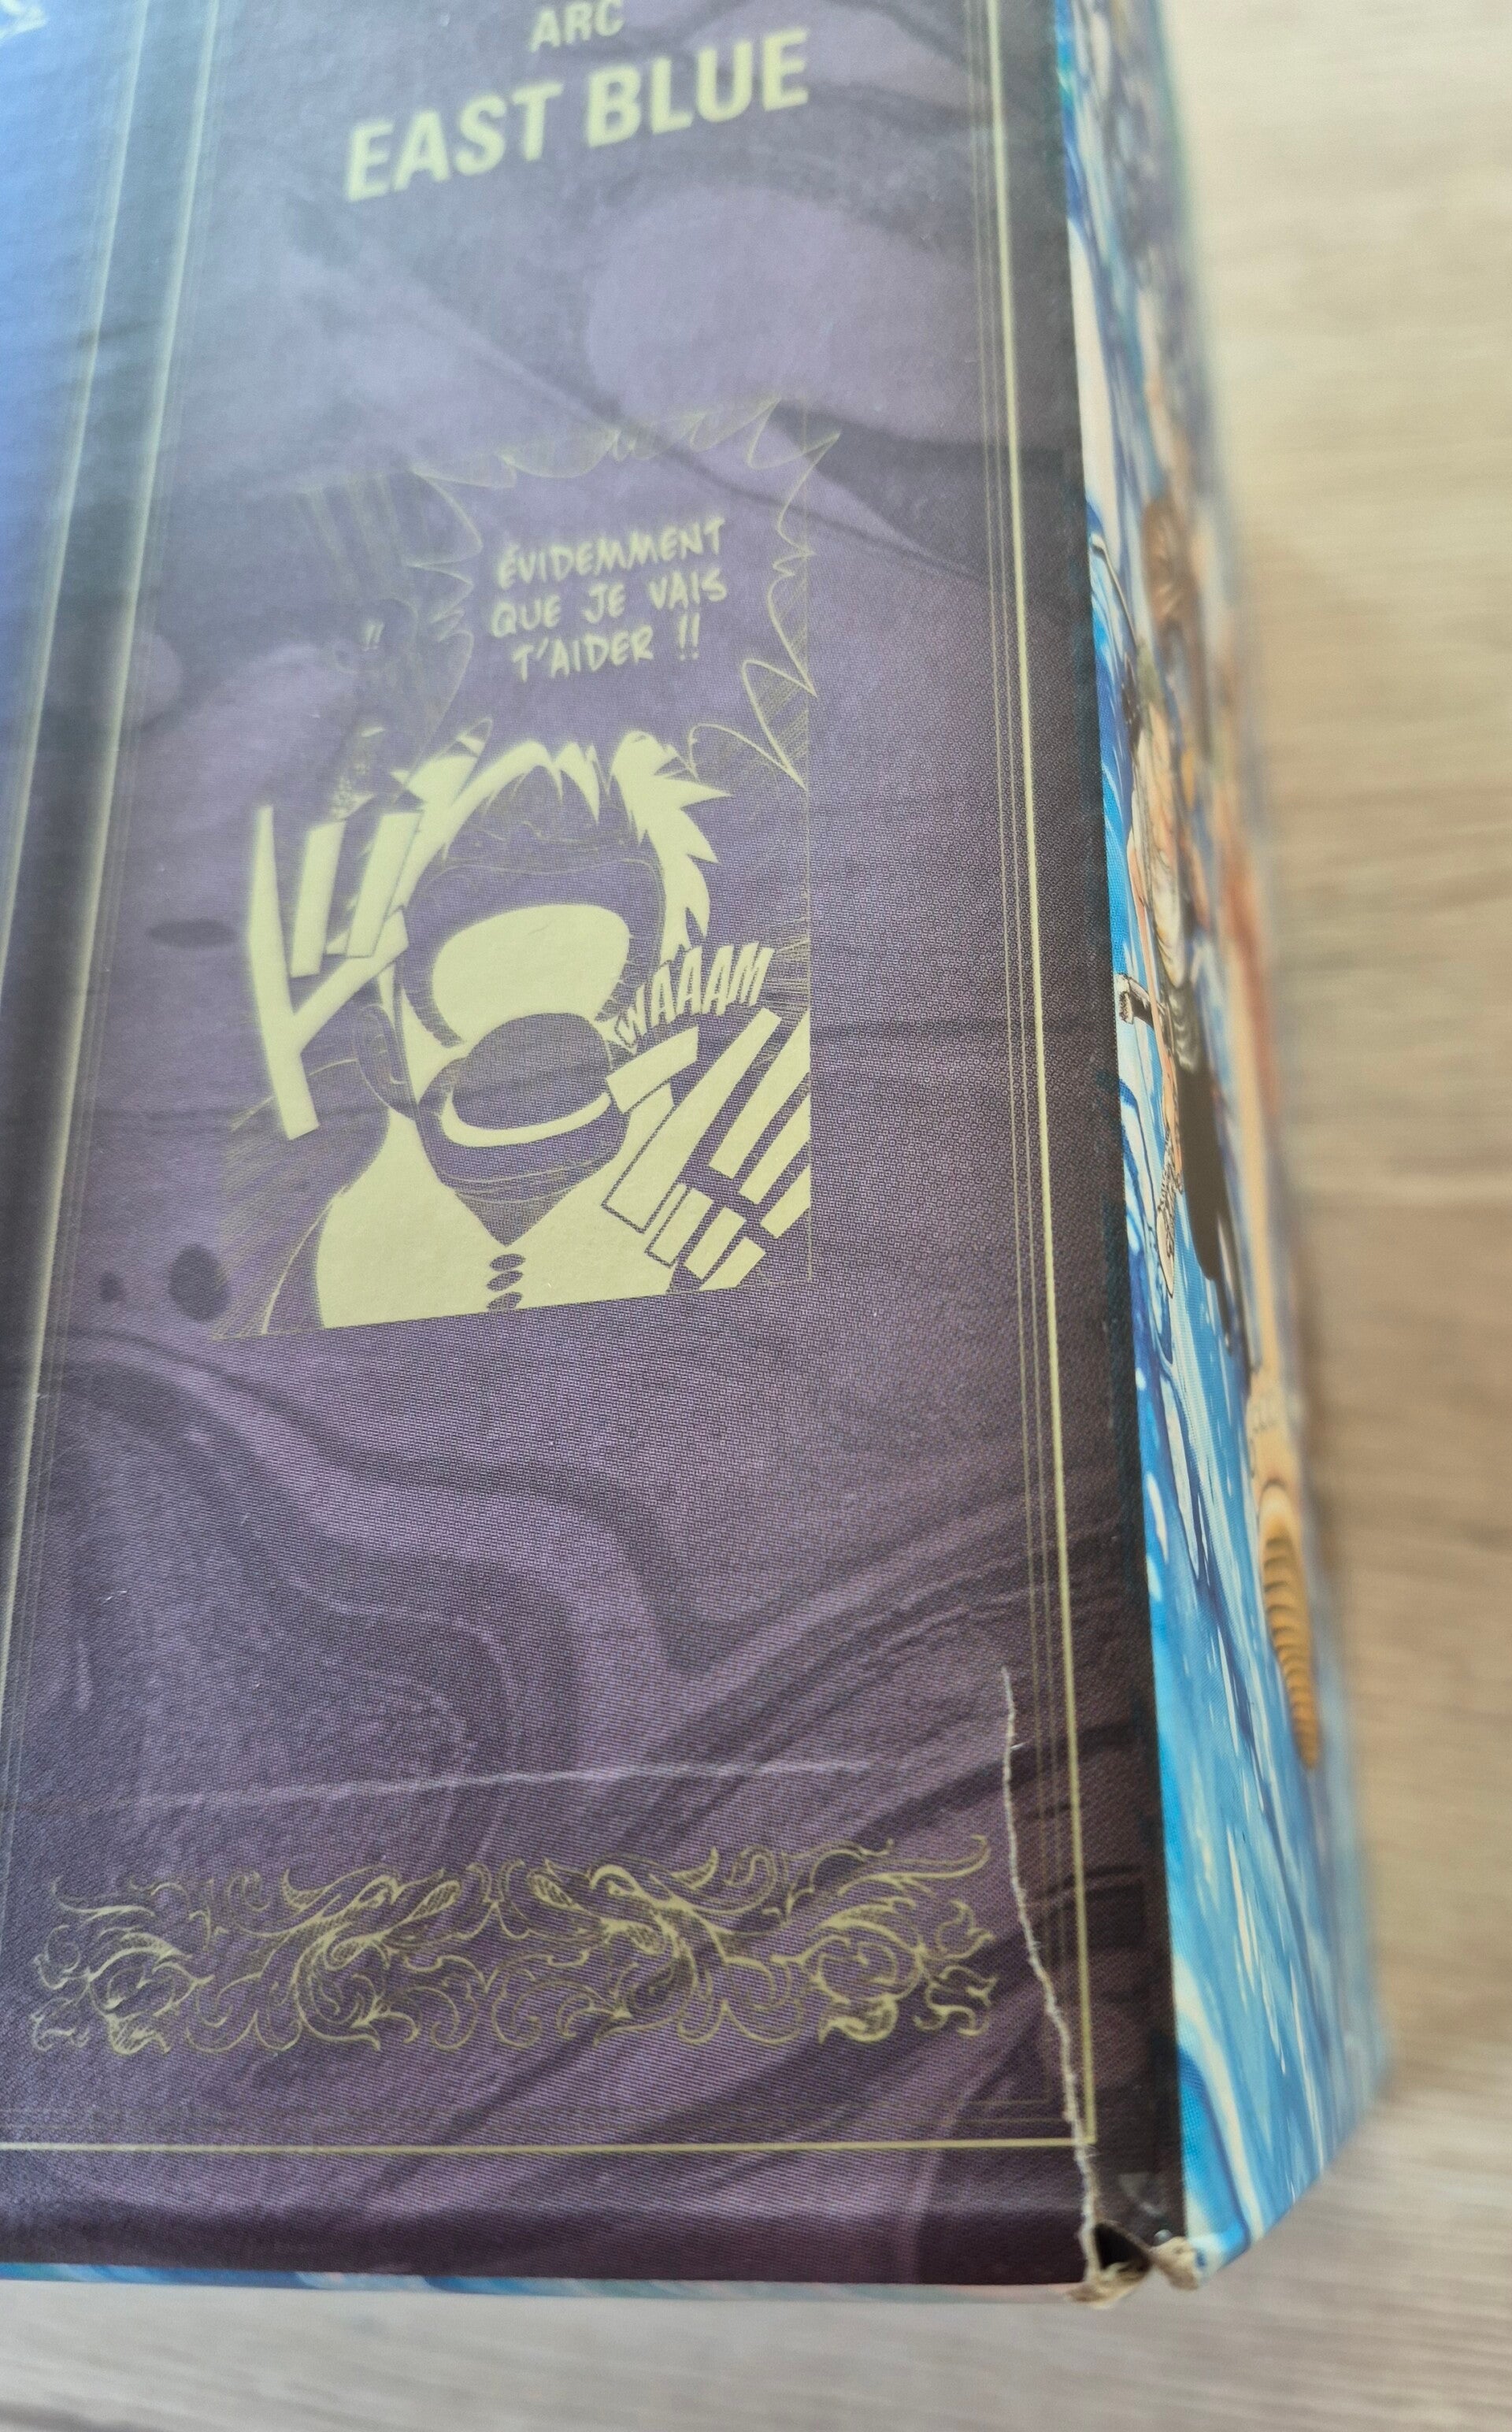 ARC
EAST BLUE
!!
ÉVIDEMMENT
QUE JE VAIS
T'AIDER !!
WAAAM